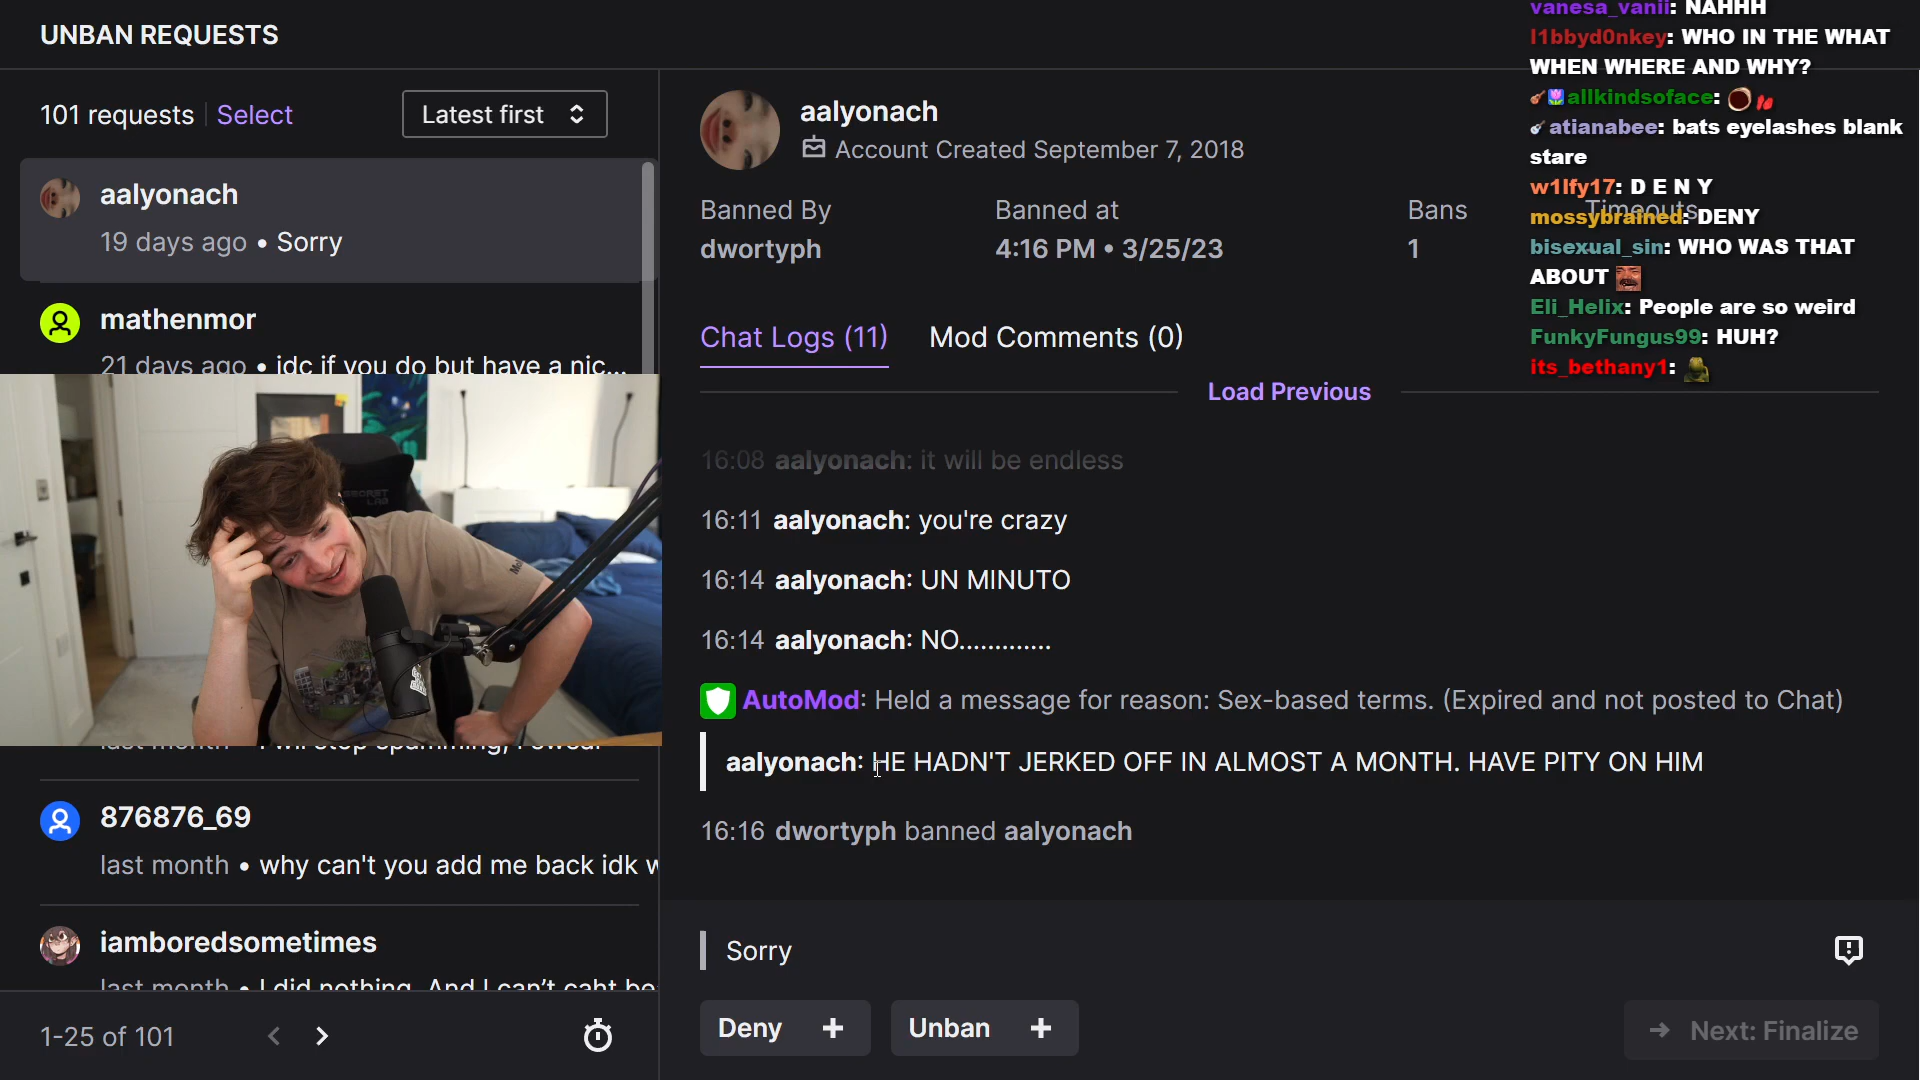 UNBAN REQUESTS
101 requests
Select
Latest first
aalyonach
19 days ago • Sorry
mathenmor
21 days ago • idc if you do but have a nic...
876876_69
last month • why can't you add me back idk w
iamboredsometimes
last month • I did nothing. And I can't caht be
1-25 of 101
aalyonach
Account Created September 7, 2018
Banned By
dwortyph
Banned at
4:16 PM • 3/25/23
Bans
1
Timeouts
Chat Logs (11)
Mod Comments (0)
Load Previous
16:08 aalyonach: it will be endless
16:11 aalyonach: you're crazy
16:14 aalyonach: UN MINUTO
16:14 aalyonach: NO.............
AutoMod: Held a message for reason: Sex-based terms. (Expired and not posted to Chat)
aalyonach: HE HADN'T JERKED OFF IN ALMOST A MONTH. HAVE PITY ON HIM
16:16 dwortyph banned aalyonach
Sorry
Deny +
Unban +
Next: Finalize
vanesa_vanii: NAHHH
l1bbyd0nkey: WHO IN THE WHAT
WHEN WHERE AND WHY?
allkindsoface:
atianabee: bats eyelashes blank
stare
w1lfy17: D E N Y
mossybrained: DENY
bisexual_sin: WHO WAS THAT
ABOUT
Eli_Helix: People are so weird
FunkyFungus99: HUH?
its_bethany1: